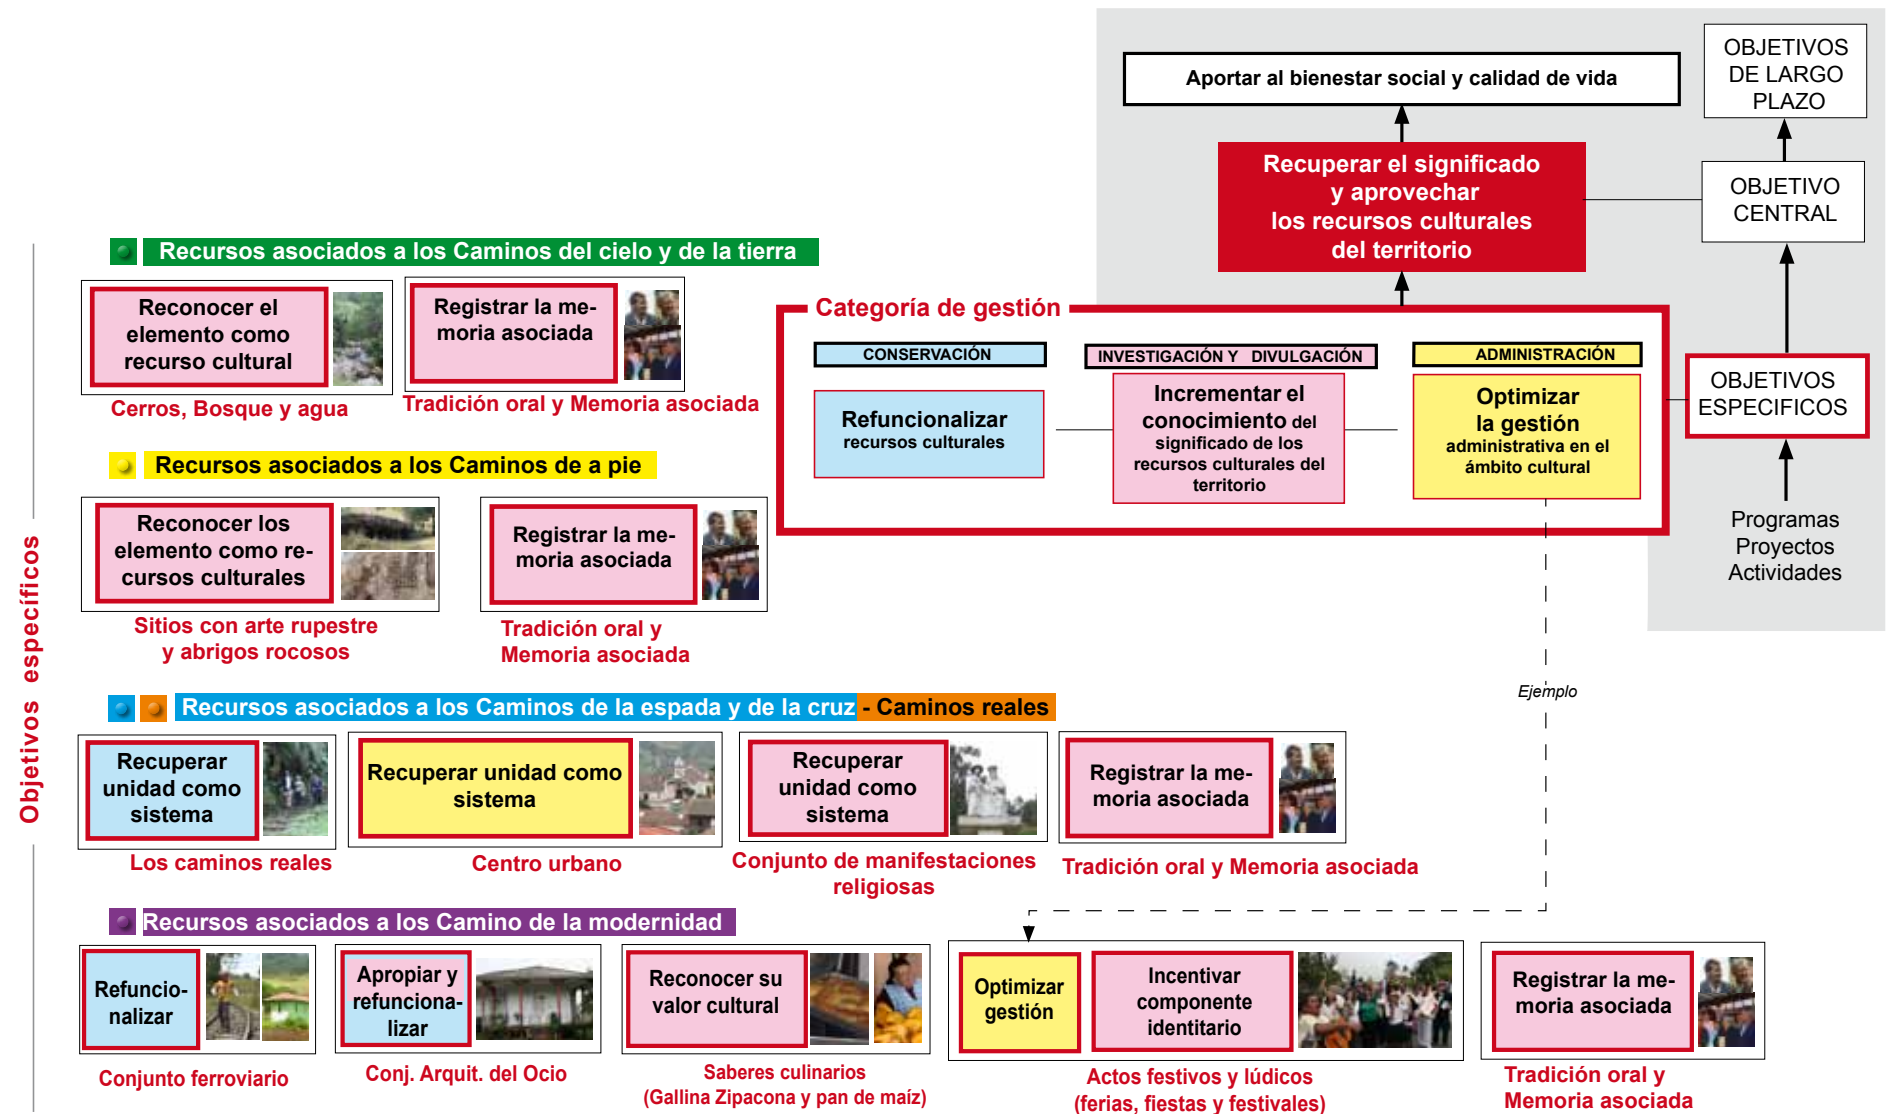 OBJETIVOS
DE LARGO
PLAZO
Aportar al bienestar social y calidad de vida
Recuperar el significado
y aprovechar
los recursos culturales
del territorio
OBJETIVO
CENTRAL
Categoría de gestión
CONSERVACIÓN
INVESTIGACIÓN Y DIVULGACIÓN
ADMINISTRACIÓN
Refuncionalizar
recursos culturales
Incrementar el
conocimiento del
significado de los
recursos culturales del
territorio
Optimizar
la gestión
administrativa en el
ámbito cultural
OBJETIVOS
ESPECIFICOS
Programas
Proyectos
Actividades
Ejemplo
Objetivos específicos
Recursos asociados a los Caminos del cielo y de la tierra
Reconocer el
elemento como
recurso cultural
Cerros, Bosque y agua
Registrar la me-
moria asociada
Tradición oral y Memoria asociada
Recursos asociados a los Caminos de a pie
Reconocer los
elemento como re-
cursos culturales
Sitios con arte rupestre
y abrigos rocosos
Registrar la me-
moria asociada
Tradición oral y
Memoria asociada
Recursos asociados a los Caminos de la espada y de la cruz - Caminos reales
Recuperar
unidad como
sistema
Los caminos reales
Recuperar unidad como
sistema
Centro urbano
Recuperar
unidad como
sistema
Conjunto de manifestaciones
religiosas
Registrar la me-
moria asociada
Tradición oral y Memoria asociada
Recursos asociados a los Camino de la modernidad
Refuncio-
nalizar
Conjunto ferroviario
Apropiar y
refunciona-
lizar
Conj. Arquit. del Ocio
Reconocer su
valor cultural
Saberes culinarios
(Gallina Zipacona y pan de maíz)
Optimizar
gestión
Incentivar
componente
identitario
Actos festivos y lúdicos
(ferias, fiestas y festivales)
Registrar la me-
moria asociada
Tradición oral y
Memoria asociada